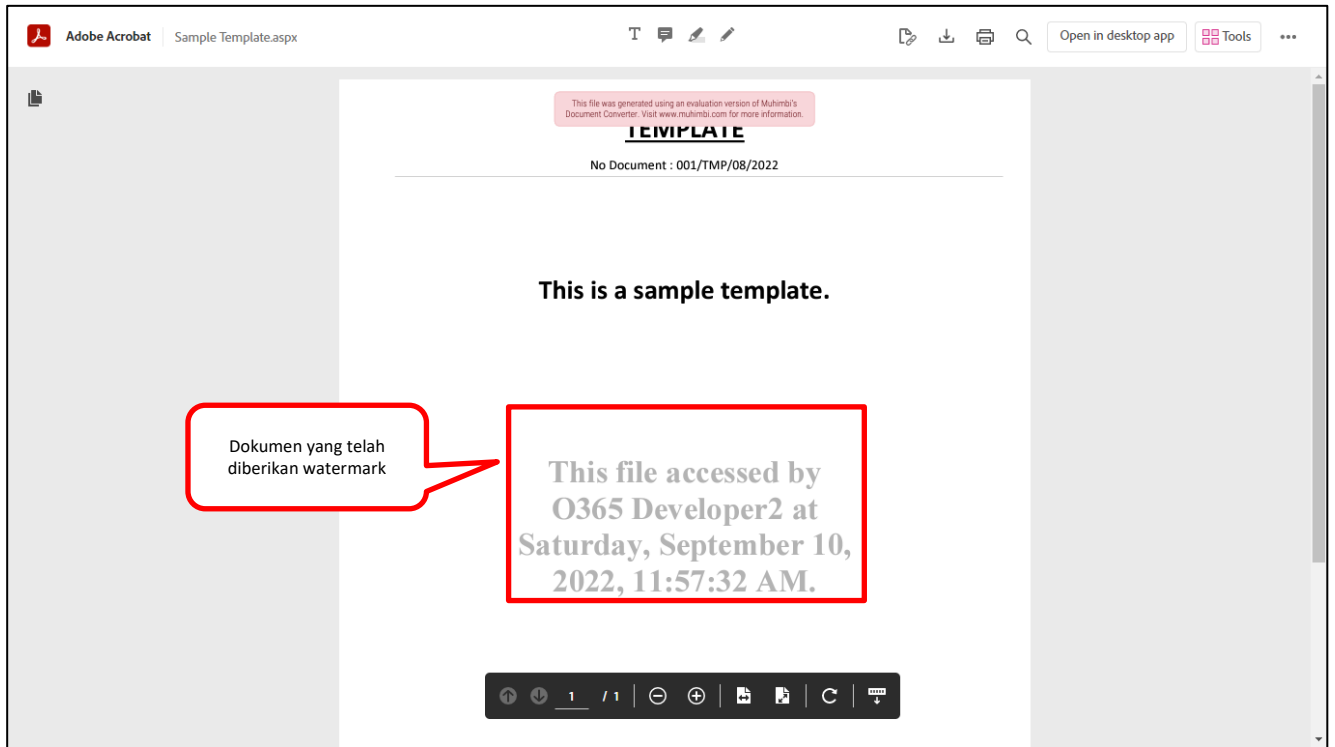 Adobe Acrobat Sample Template.aspx T Open in desktop app Tools
This file was generated using an evaluation version of Muhimbi's
Document Converter. Visit www.muhimbi.com for more information.
TEMPLATE
No Document : 001/TMP/08/2022
This is a sample template.
Dokumen yang telah
diberikan watermark
This file accessed by
O365 Developer2 at
Saturday, September 10,
2022, 11:57:32 AM.
1 / 1